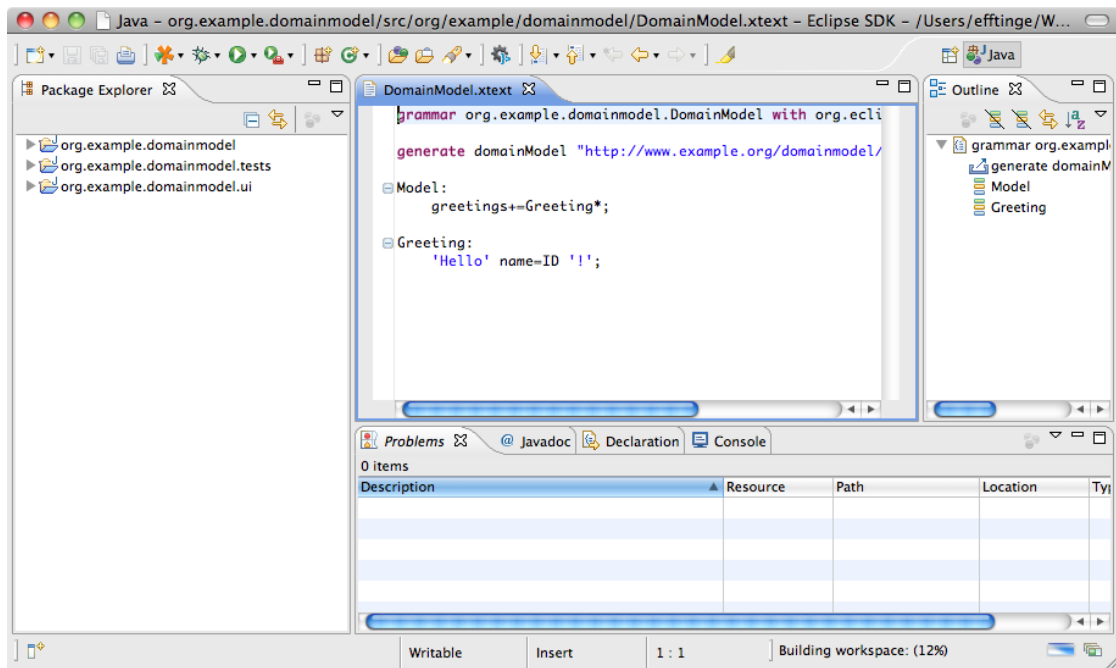 Java – org.example.domainmodel/src/org/example/domainmodel/DomainModel.xtext – Eclipse SDK – /Users/efftinge/W...
Java
Package Explorer
org.example.domainmodel
org.example.domainmodel.tests
org.example.domainmodel.ui
DomainModel.xtext
grammar org.example.domainmodel.DomainModel with org.ecli
generate domainModel "http://www.example.org/domainmodel/
Model:
greetings+=Greeting*;
Greeting:
'Hello' name=ID '!';
Outline
grammar org.exampl
generate domainM
Model
Greeting
Problems
@ Javadoc
Declaration
Console
0 items
Description
Resource
Path
Location
Typ
Writable
Insert
1 : 1
Building workspace: (12%)